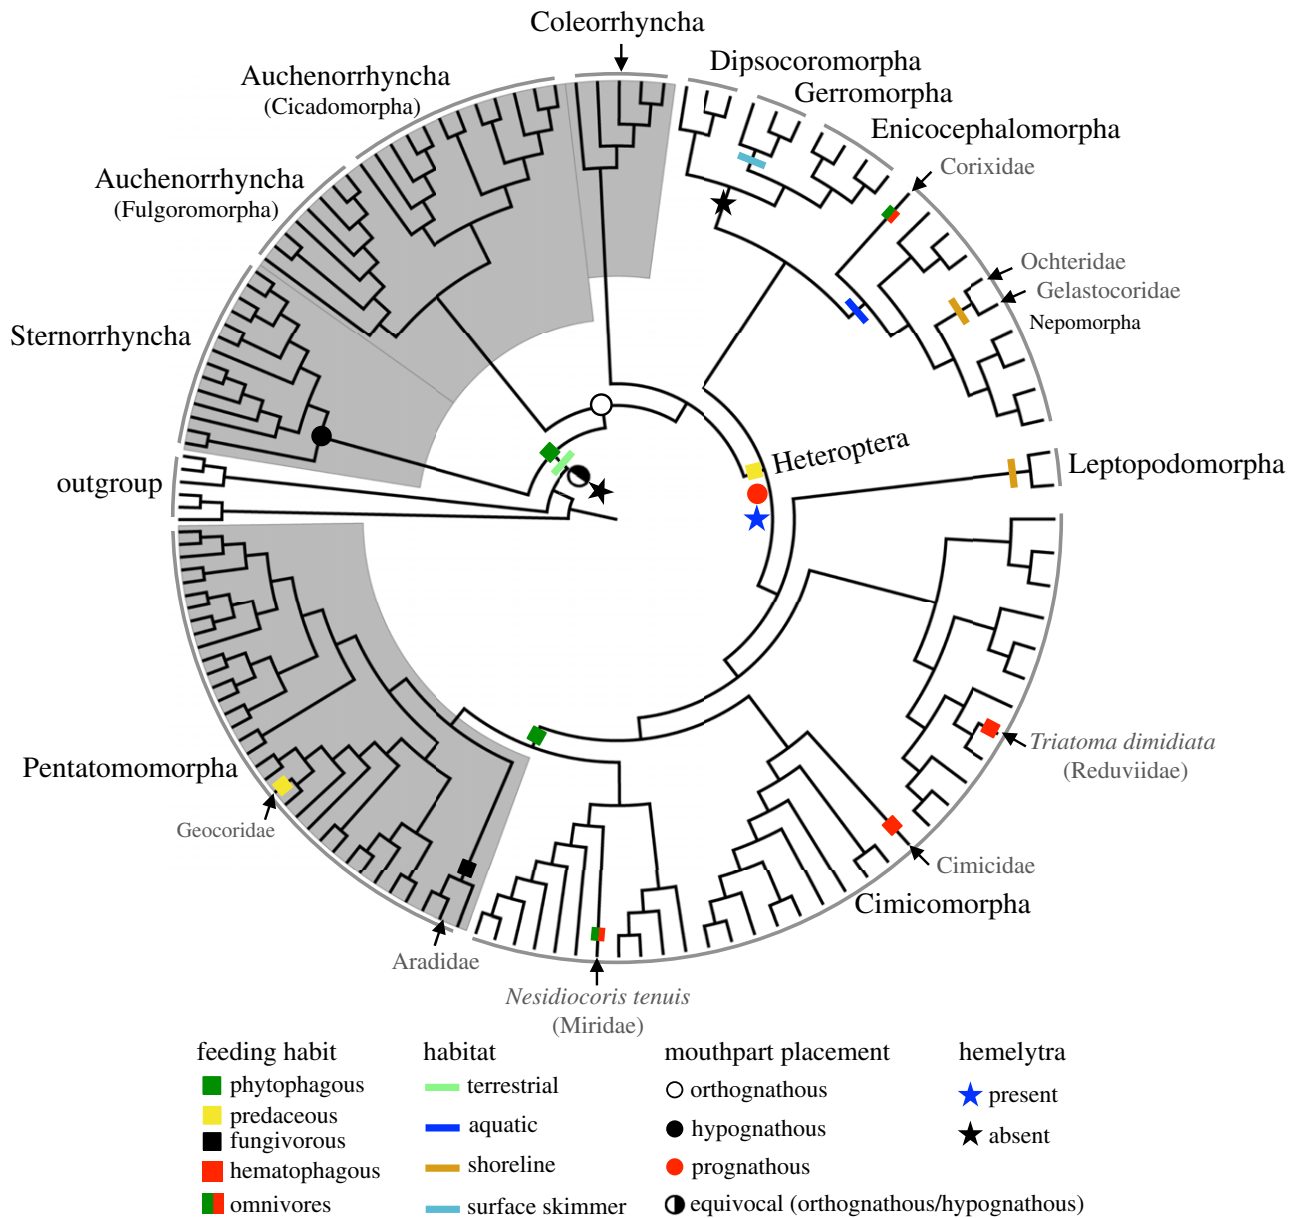 Coleorrhyncha
Auchenorrhyncha
(Cicadomorpha)
Dipsocoromorpha
Gerromorpha
Enicocephalomorpha
Corixidae
Auchenorrhyncha
(Fulgoromorpha)
Ochteridae
Gelastocoridae
Nepomorpha
Sternorrhyncha
Heteroptera
Leptopodomorpha
outgroup
Triatoma dimidiata
(Reduviidae)
Pentatomomorpha
Geocoridae
Cimicidae
Cimicomorpha
Aradidae
Nesidiocoris tenuis
(Miridae)
feeding habit
phytophagous
predaceous
fungivorous
hematophagous
omnivores
habitat
terrestrial
aquatic
shoreline
surface skimmer
mouthpart placement
orthognathous
hypognathous
prognathous
equivocal (orthognathous/hypognathous)
hemelytra
present
absent